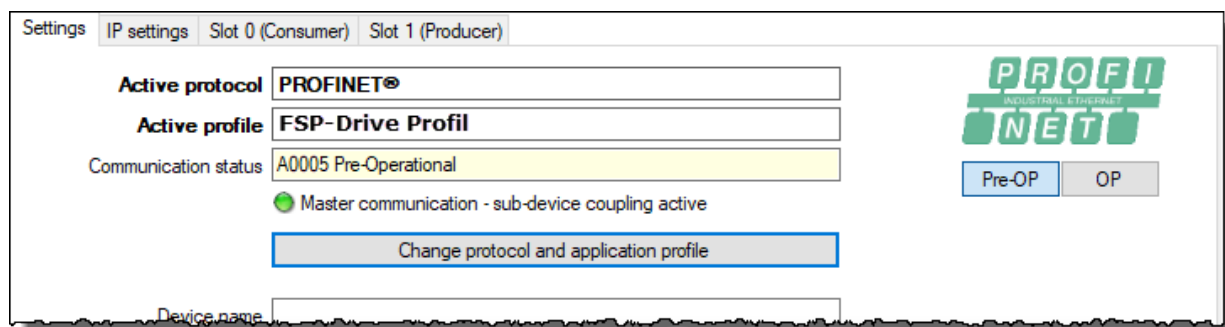 Settings IP settings Slot 0 (Consumer) Slot 1 (Producer)
Active protocol PROFINET®
Active profile FSP-Drive Profil
Communication status A0005 Pre-Operational
Master communication - sub-device coupling active
Change protocol and application profile
Device name
PROFI
INDUSTRIAL ETHERNET
NET
Pre-OP OP